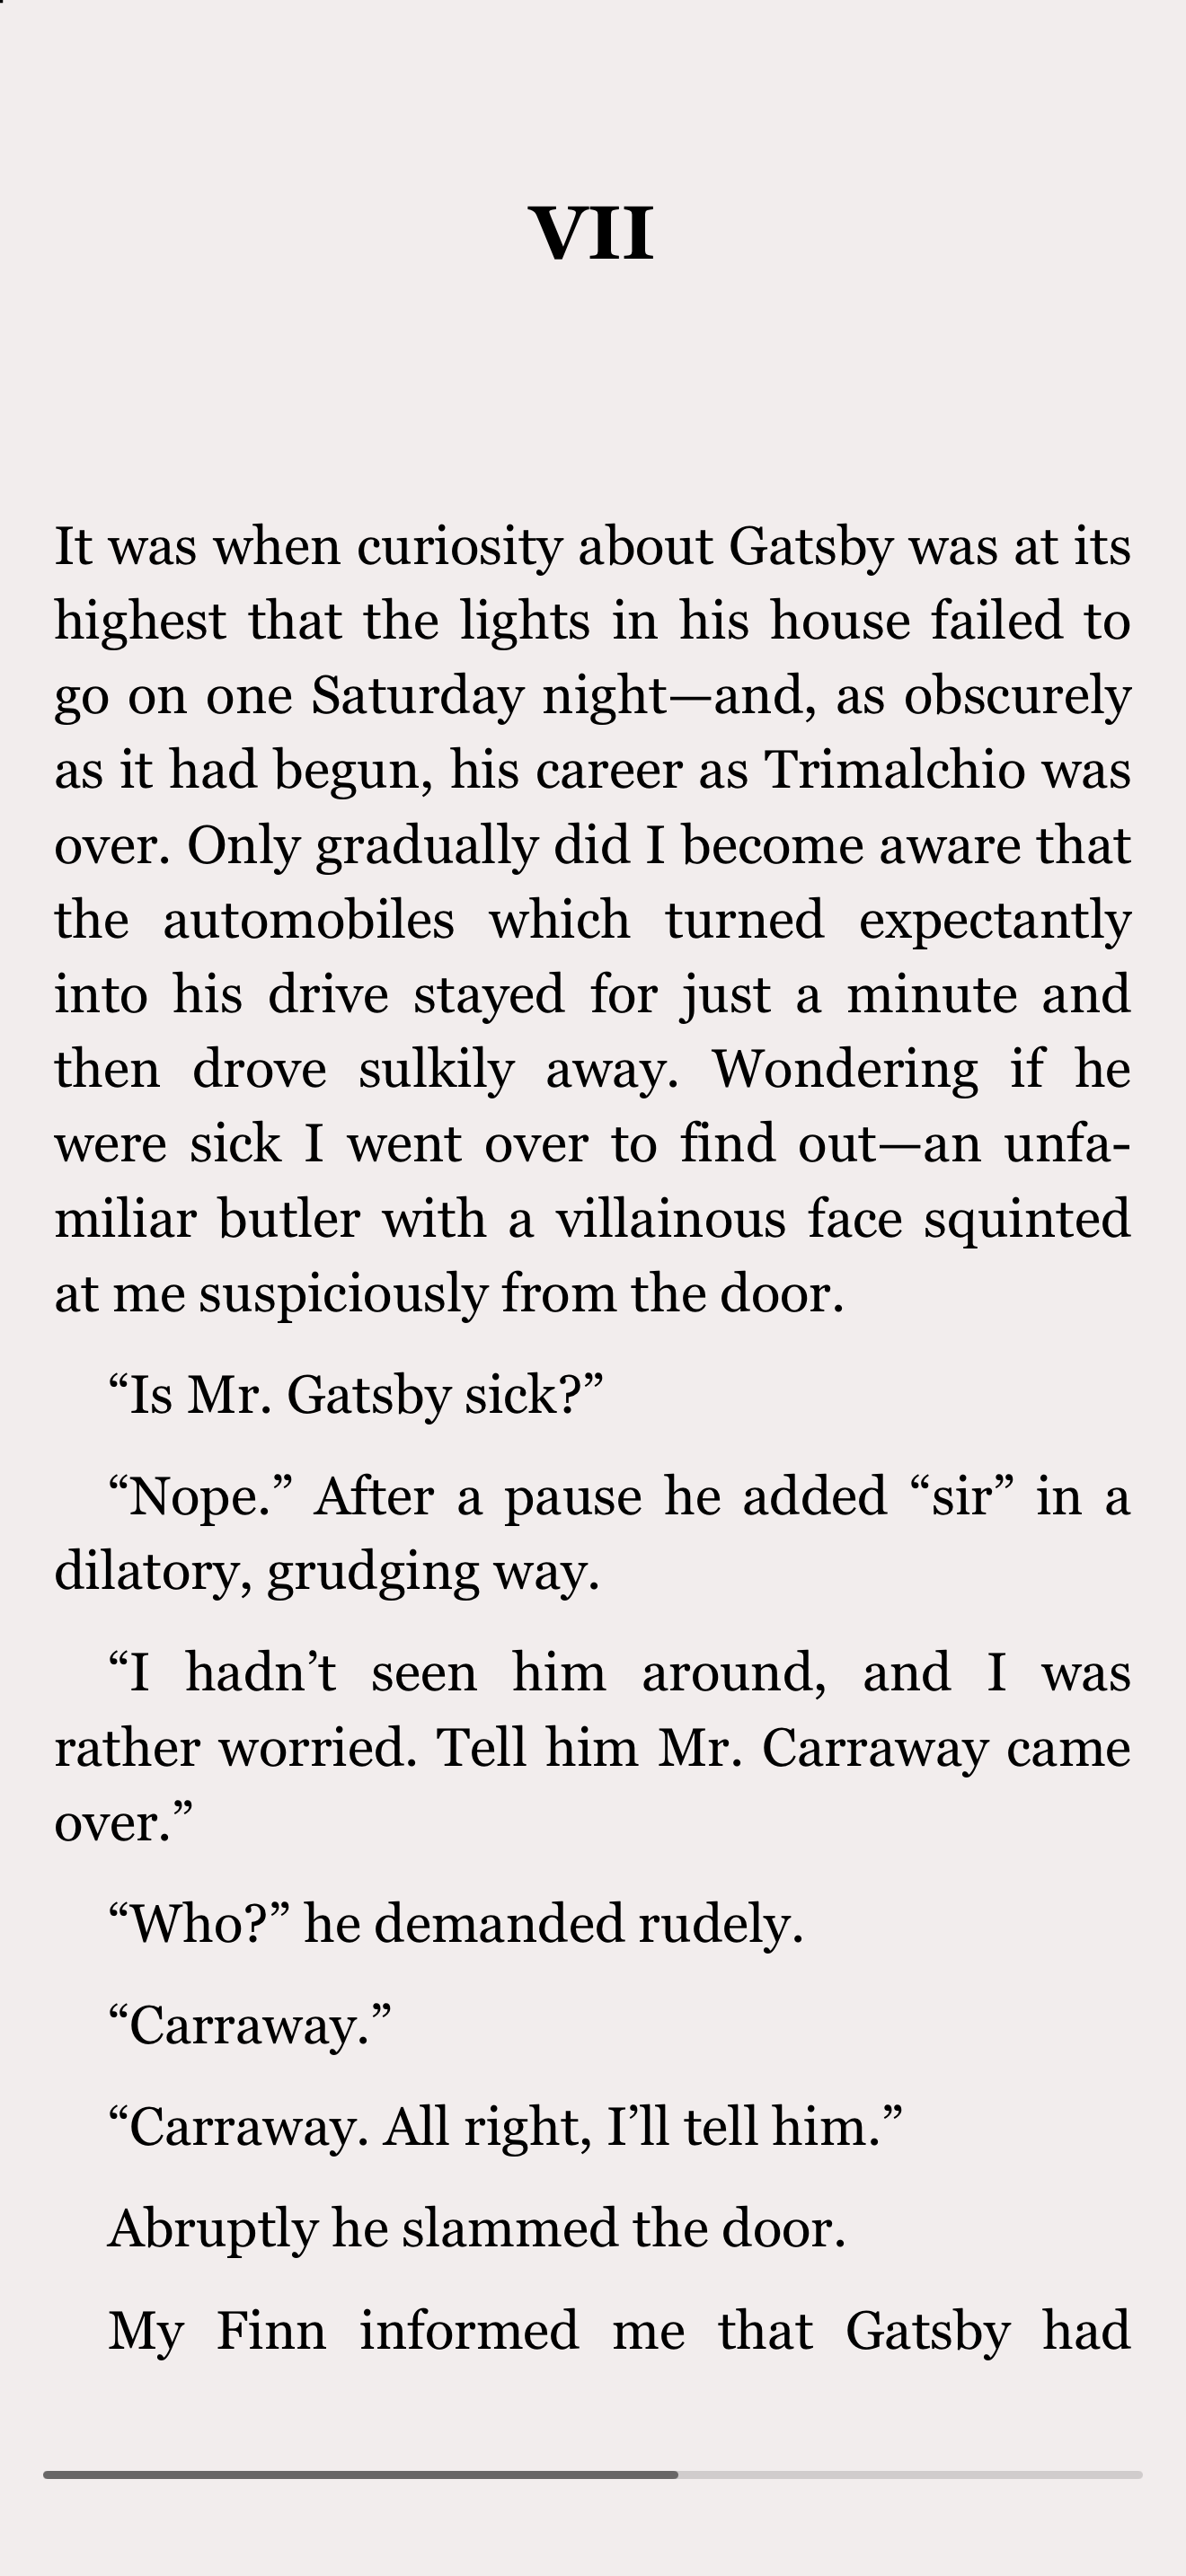 VII
It was when curiosity about Gatsby was at its
highest that the lights in his house failed to
go on one Saturday night—and, as obscurely
as it had begun, his career as Trimalchio was
over. Only gradually did I become aware that
the automobiles which turned expectantly
into his drive stayed for just a minute and
then drove sulkily away. Wondering if he
were sick I went over to find out—an unfa-
miliar butler with a villainous face squinted
at me suspiciously from the door.
“Is Mr. Gatsby sick?”
“Nope.” After a pause he added “sir” in a
dilatory, grudging way.
“I hadn’t seen him around, and I was
rather worried. Tell him Mr. Carraway came
over.”
“Who?” he demanded rudely.
“Carraway.”
“Carraway. All right, I’ll tell him.”
Abruptly he slammed the door.
My Finn informed me that Gatsby had